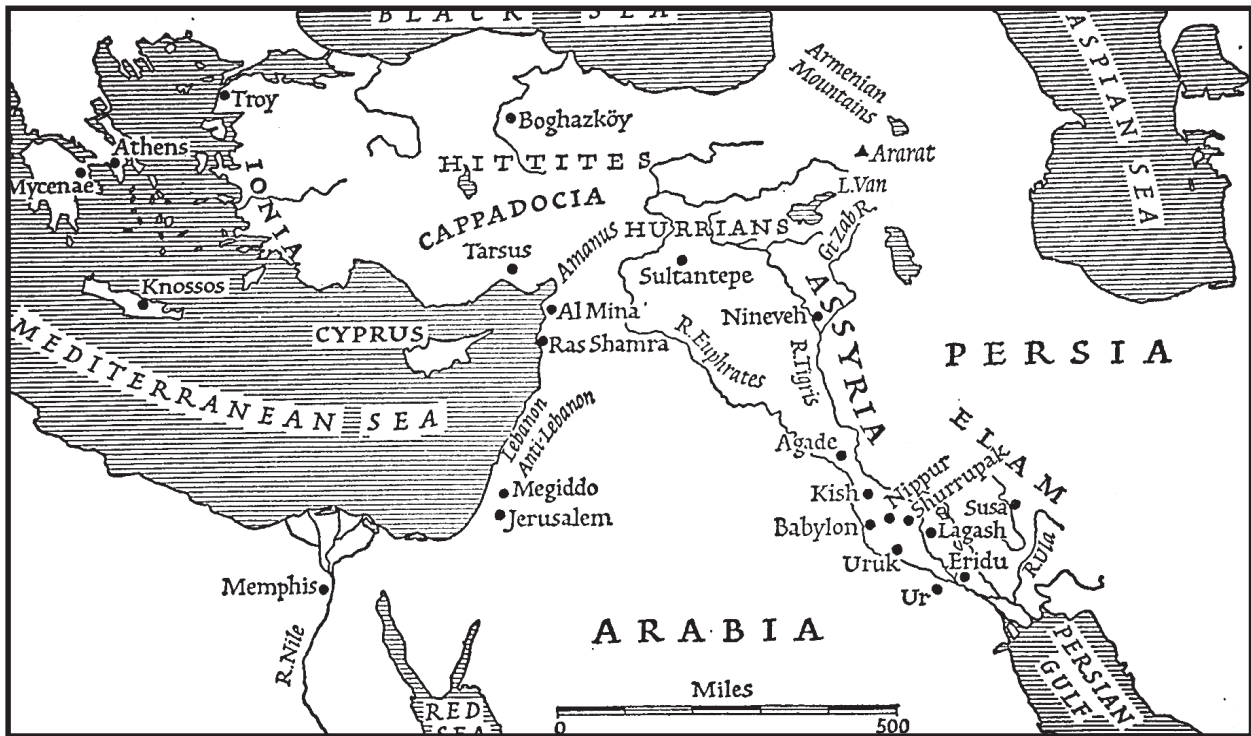 BLACK SEA
CASPIAN SEA
Armenian
Mountains
Troy
Boghazköy
Athens
Ararat
Mycenae
HITTITES
IONIA
L.Van
CAPPADOCIA
Gt Zab R.
HURRIANS
Amanus
Tarsus
Sultantepe
Knossos
ASSYRIA
Al Mina
Nineveh
CYPRUS
Ras Shamra
R. Euphrates
R. Tigris
PERSIA
MEDITERRANEAN SEA
Lebanon
Anti-Lebanon
ELAM
Agade
Nippur
Shurrupak
Megiddo
Kish
Susa
Jerusalem
Babylon
Lagash
Uruk
Eridu
R.Ula
Memphis
Ur
ARABIA
R. Nile
PERSIAN
GULF
Miles
RED
SEA
0
500